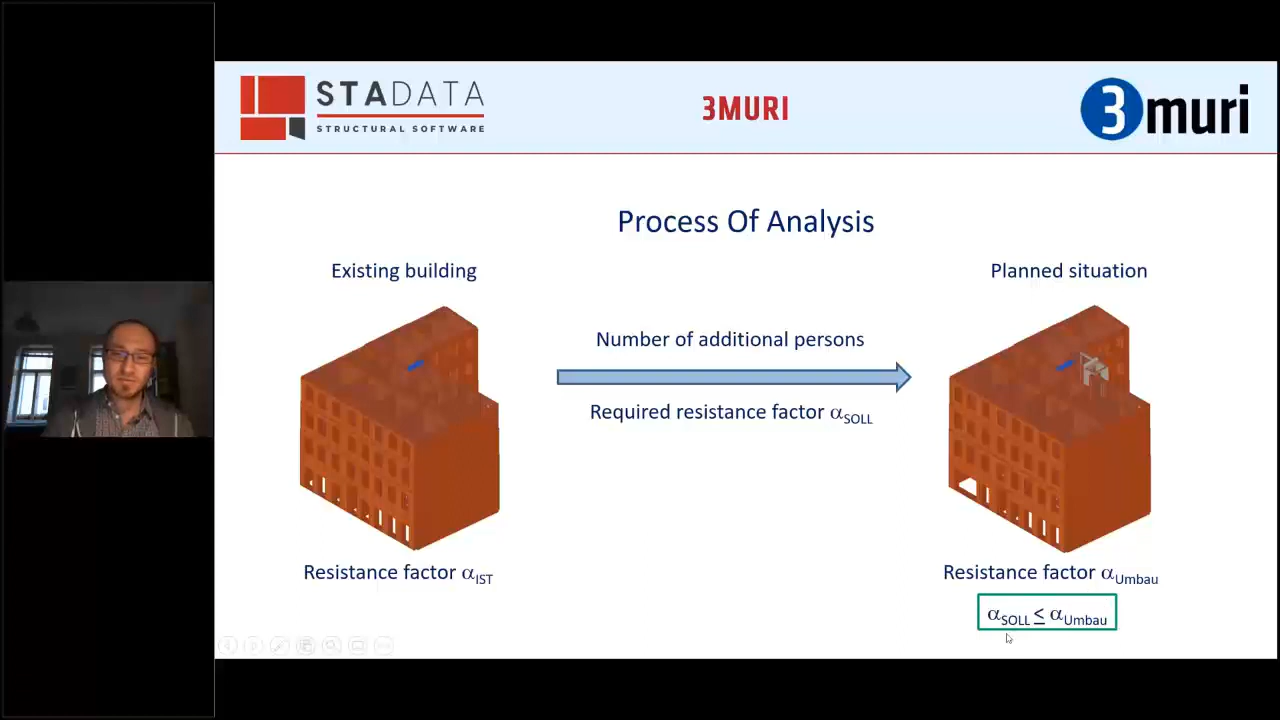 STADATA
STRUCTURAL SOFTWARE
3MURI
3muri
Process Of Analysis
Existing building
Planned situation
Number of additional persons
Required resistance factor αSOLL
Resistance factor αIST
Resistance factor αUmbau
αSOLL ≤ αUmbau